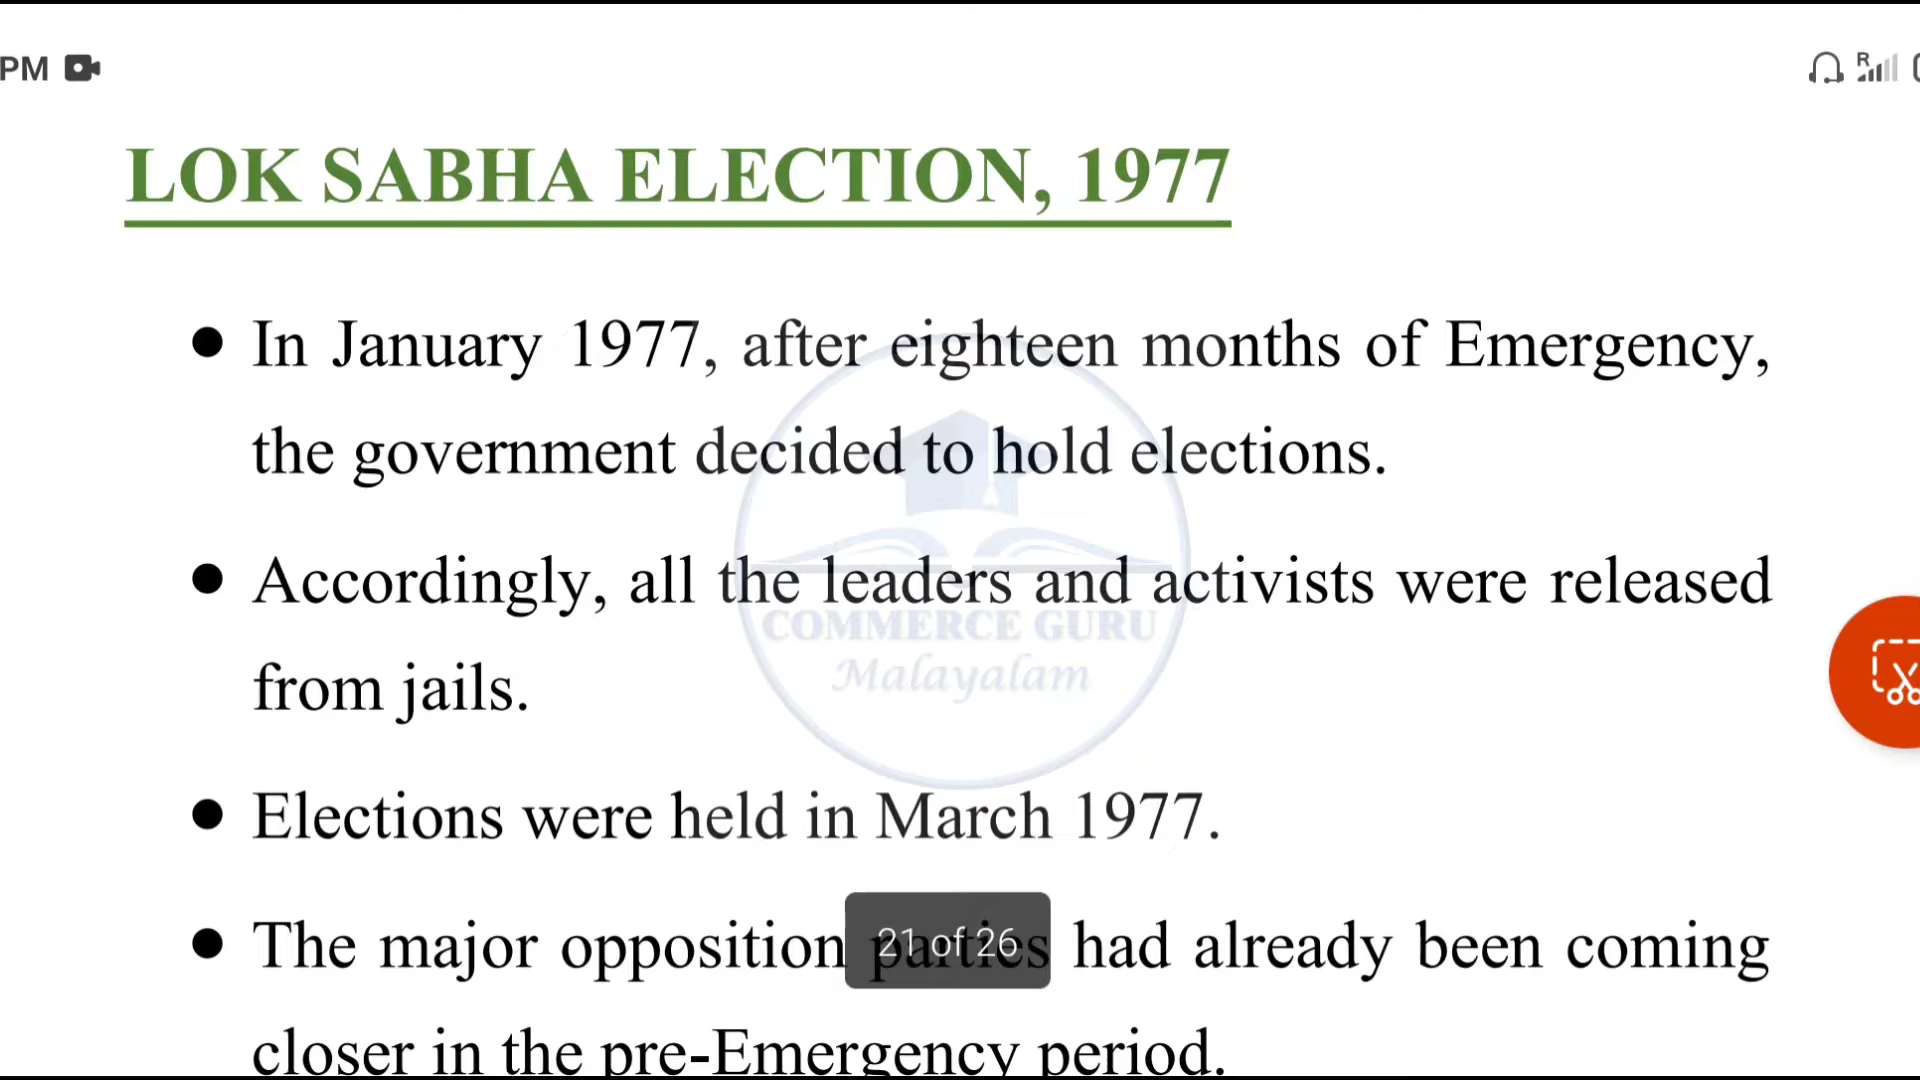 PM
R
LOK SABHA ELECTION, 1977
● In January 1977, after eighteen months of Emergency,
the government decided to hold elections.
● Accordingly, all the leaders and activists were released
from jails.
COMMERCE GURU
Malayalam
● Elections were held in March 1977.
● The major opposition parties had already been coming
21 of 26
closer in the pre-Emergency period.